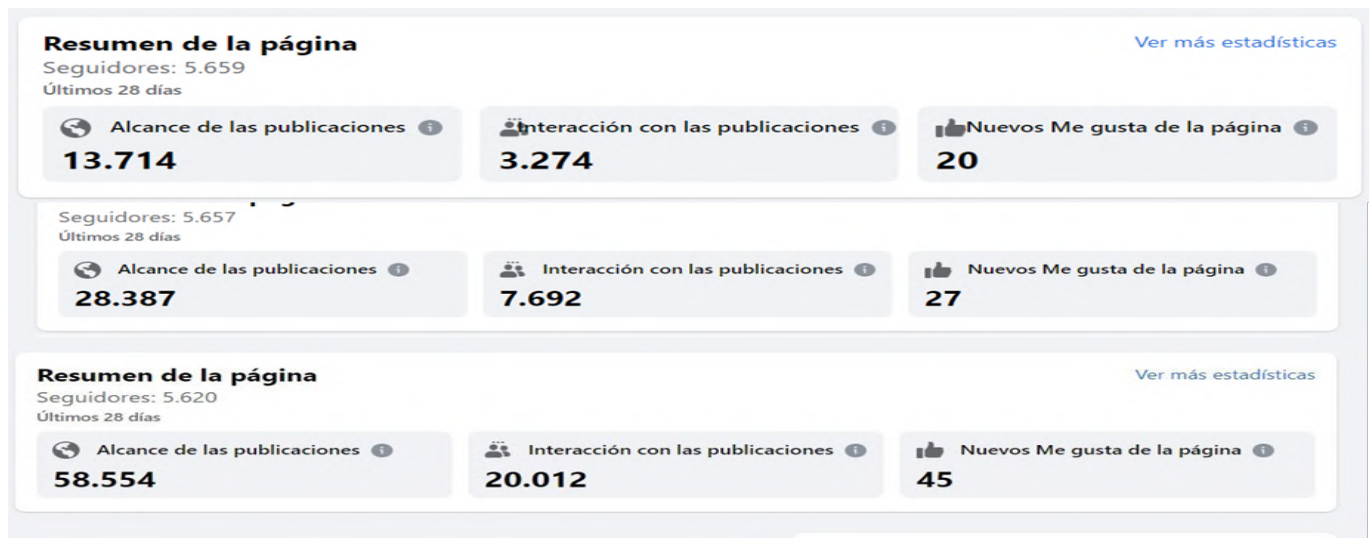 Resumen de la página
Ver más estadísticas
Seguidores: 5.659
Últimos 28 días
Alcance de las publicaciones
Interacción con las publicaciones
Nuevos Me gusta de la página
13.714
3.274
20
Seguidores: 5.657
Últimos 28 días
Alcance de las publicaciones
Interacción con las publicaciones
Nuevos Me gusta de la página
28.387
7.692
27
Resumen de la página
Ver más estadísticas
Seguidores: 5.620
Últimos 28 días
Alcance de las publicaciones
Interacción con las publicaciones
Nuevos Me gusta de la página
58.554
20.012
45